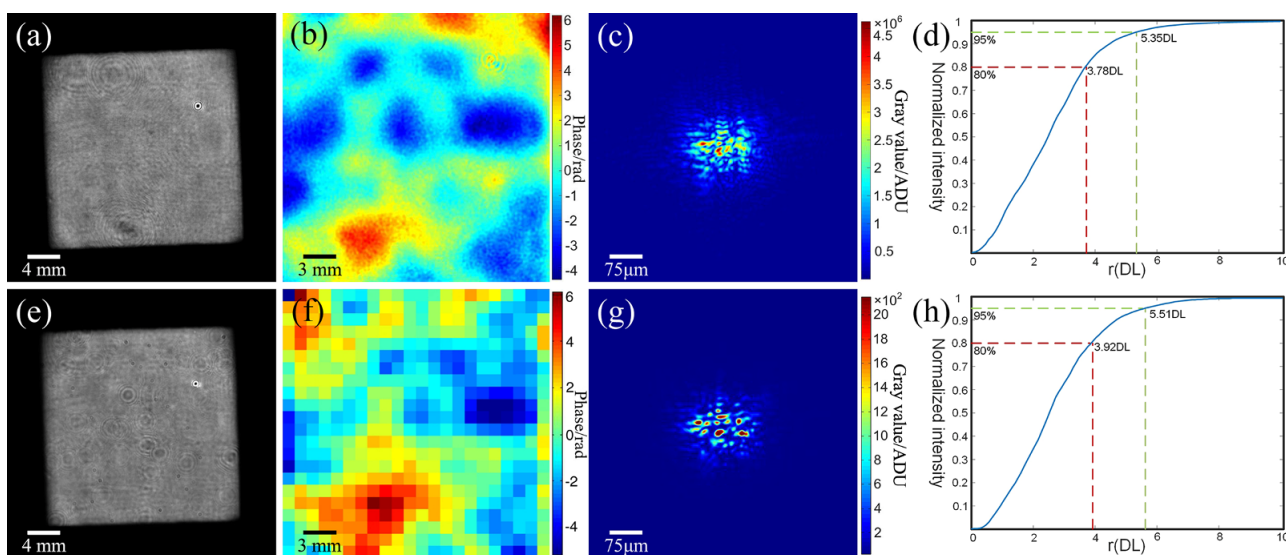 (a)
4 mm
(b)
3 mm
6
5
4
3
2
1
0
-1
-2
-3
-4
Phase/rad
(c)
75μm
×10⁶
4.5
4
3.5
3
2.5
2
1.5
1
0.5
Gray value/ADU
(d)
Normalized intensity
1
0.9
0.8
0.7
0.6
0.5
0.4
0.3
0.2
0.1
95%
80%
5.35DL
3.78DL
0 2 4 6 8 10
r(DL)
(e)
4 mm
(f)
3 mm
6
4
2
0
-2
-4
Phase/rad
(g)
75μm
×10²
20
18
16
14
12
10
8
6
4
2
Gray value/ADU
(h)
Normalized intensity
1
0.9
0.8
0.7
0.6
0.5
0.4
0.3
0.2
0.1
95%
80%
5.51DL
3.92DL
0 2 4 6 8 10
r(DL)